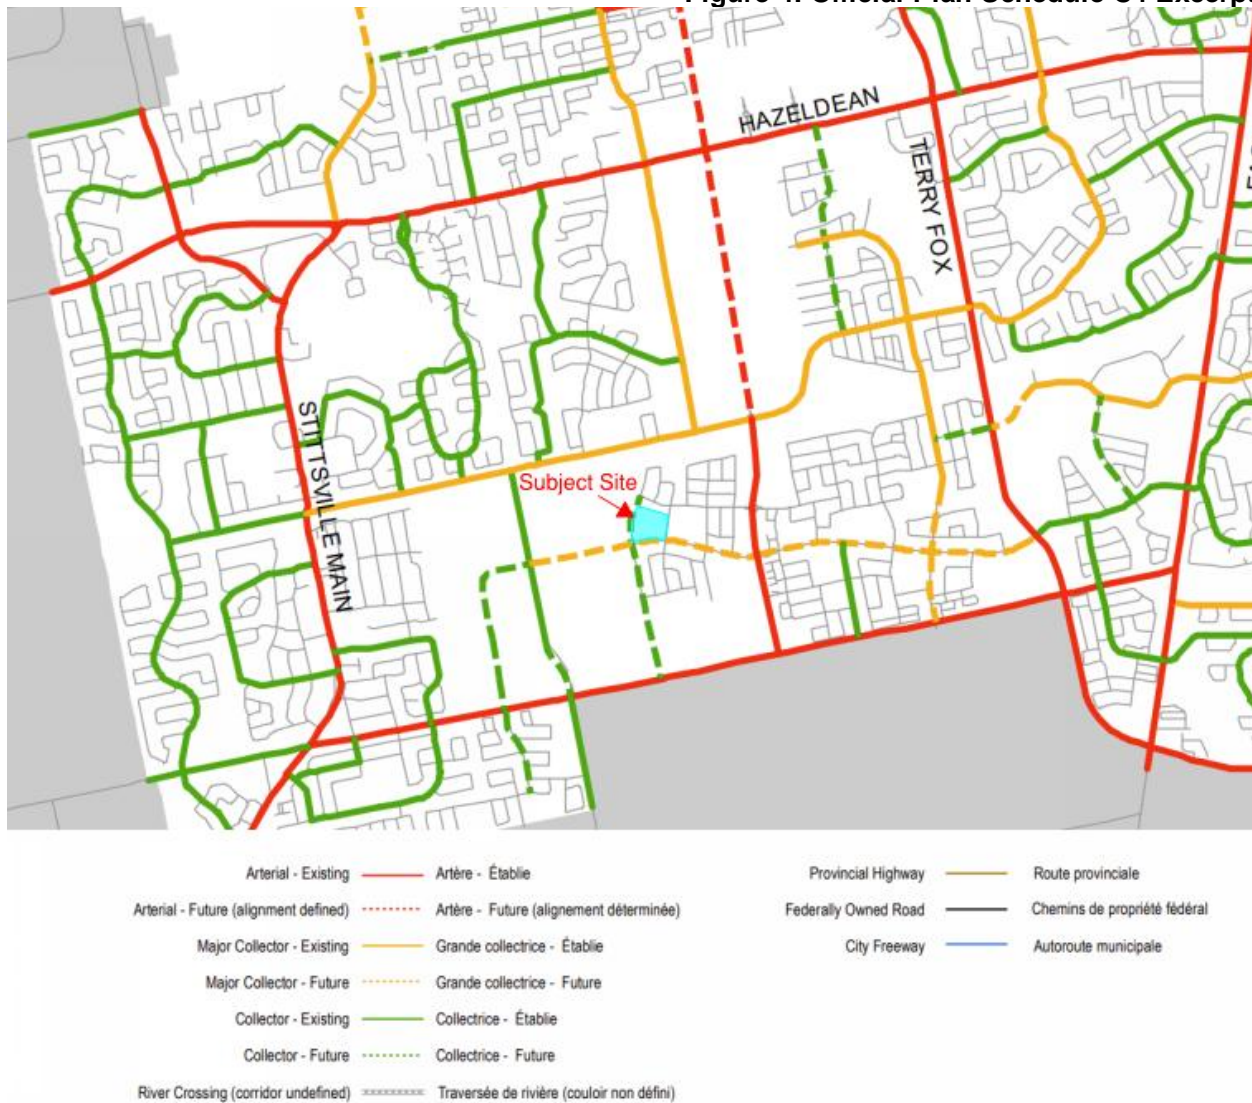 HAZELDEAN
TERRY FOX
STITTSVILLE MAIN
Subject Site
Arterial - Existing Artère - Établie
Arterial - Future (alignment defined) Artère - Future (alignement déterminée)
Major Collector - Existing Grande collectrice - Établie
Major Collector - Future Grande collectrice - Future
Collector - Existing Collectrice - Établie
Collector - Future Collectrice - Future
River Crossing (corridor undefined) Traversée de rivière (couloir non défini)
Provincial Highway Route provinciale
Federally Owned Road Chemins de propriété fédéral
City Freeway Autoroute municipale